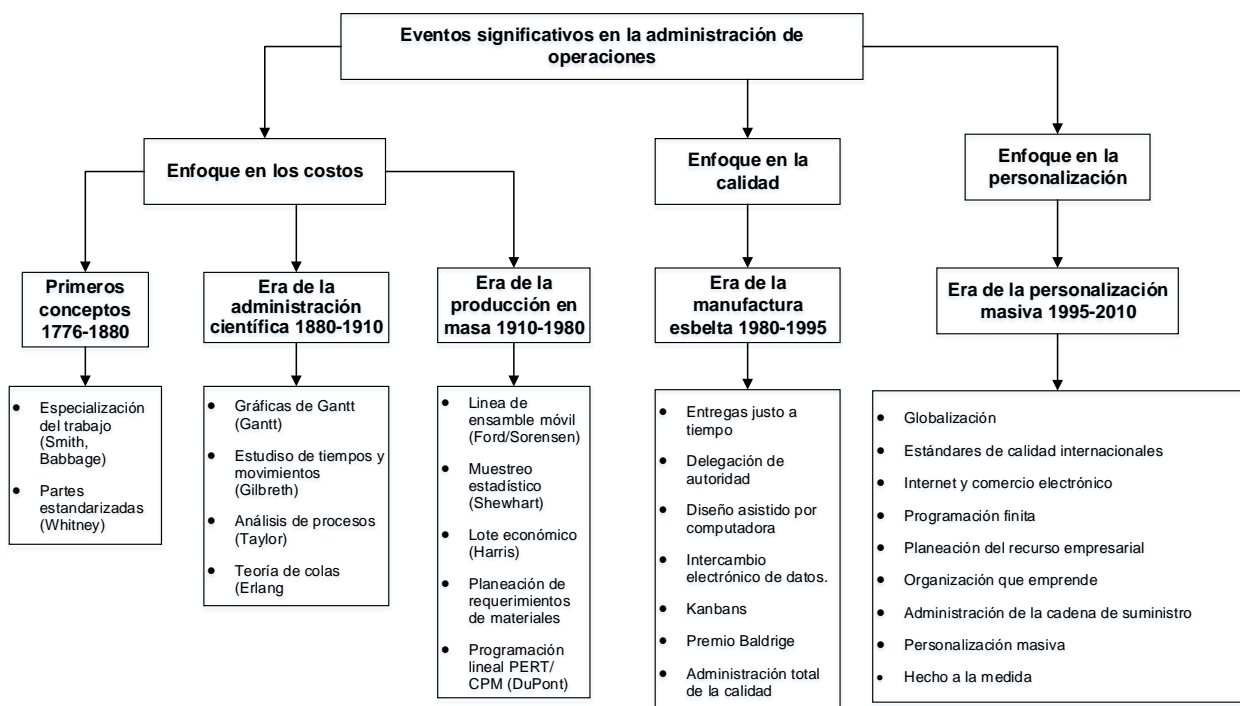 Eventos significativos en la administración de
operaciones
Enfoque en los costos
Enfoque en la
calidad
Enfoque en la
personalización
Primeros
conceptos
1776-1880
Era de la
administración
científica 1880-1910
Era de la
producción en
masa 1910-1980
Era de la
manufactura
esbelta 1980-1995
Era de la personalización
masiva 1995-2010
• Especialización
del trabajo
(Smith,
Babbage)
• Partes
estandarizadas
(Whitney)
• Gráficas de Gantt
(Gantt)
• Estudiso de tiempos y
movimientos
(Gilbreth)
• Análisis de procesos
(Taylor)
• Teoría de colas
(Erlang
• Linea de
ensamble móvil
(Ford/Sorensen)
• Muestreo
estadístico
(Shewhart)
• Lote económico
(Harris)
• Planeación de
requerimientos
de materiales
• Programación
lineal PERT/
CPM (DuPont)
• Entregas justo a
tiempo
• Delegación de
autoridad
• Diseño asistido por
computadora
• Intercambio
electrónico de datos.
• Kanbans
• Premio Baldrige
• Administración total
de la calidad
• Globalización
• Estándares de calidad internacionales
• Internet y comercio electrónico
• Programación finita
• Planeación del recurso empresarial
• Organización que emprende
• Administración de la cadena de suministro
• Personalización masiva
• Hecho a la medida